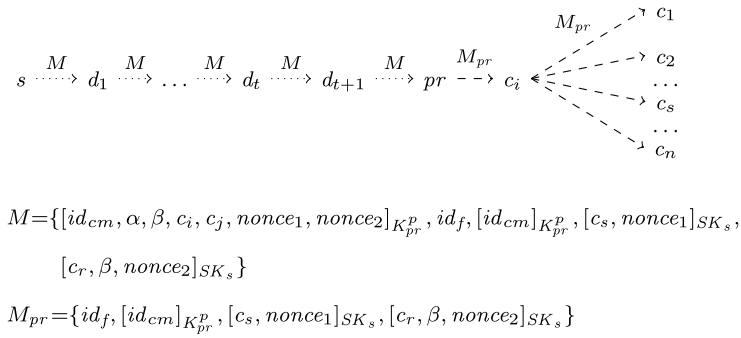 s M d_1 M ... M d_t M d_{t+1} M pr M_{pr} c_i M_{pr} c_1
c_2
...
c_s
...
c_n
M={[id_{cm}, α, β, c_i, c_j, nonce_1, nonce_2]_{K^p_{pr}}, id_f, [id_{cm}]_{K^p_{pr}}, [c_s, nonce_1]_{SK_s},
[c_r, β, nonce_2]_{SK_s}}
M_{pr}={id_f, [id_{cm}]_{K^p_{pr}}, [c_s, nonce_1]_{SK_s}, [c_r, β, nonce_2]_{SK_s}}